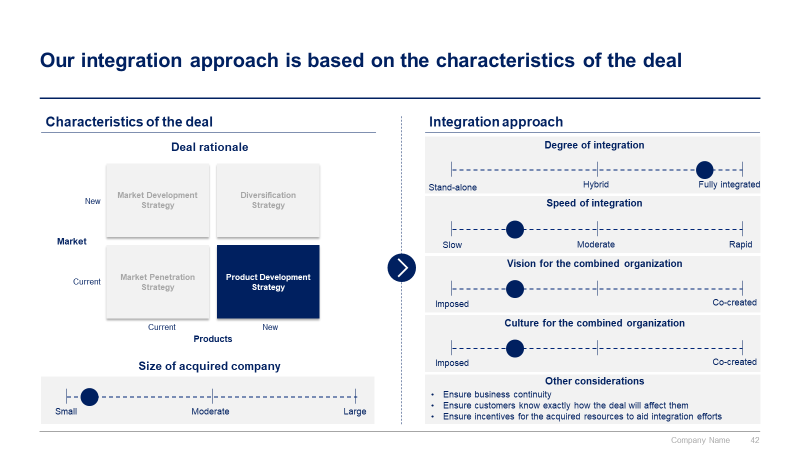 Our integration approach is based on the characteristics of the deal
Characteristics of the deal
Deal rationale
Market Development
Strategy
Diversification
Strategy
New
Market
Market Penetration
Strategy
Product Development
Strategy
Current
Current
New
Products
Size of acquired company
Small
Moderate
Large
Integration approach
Degree of integration
Stand-alone
Hybrid
Fully integrated
Speed of integration
Slow
Moderate
Rapid
Vision for the combined organization
Imposed
Co-created
Culture for the combined organization
Imposed
Co-created
Other considerations
• Ensure business continuity
• Ensure customers know exactly how the deal will affect them
• Ensure incentives for the acquired resources to aid integration efforts
Company Name 42